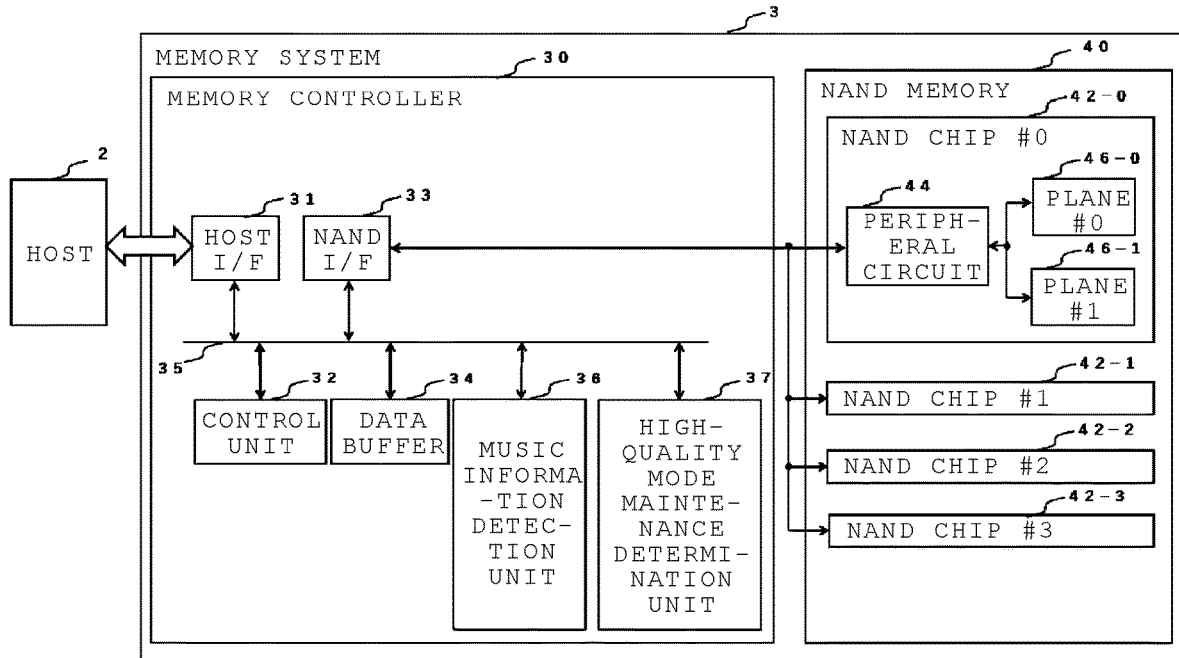 3
MEMORY SYSTEM
30
MEMORY CONTROLLER
40
NAND MEMORY
42-0
NAND CHIP #0
2
HOST
31
HOST
I/F
33
NAND
I/F
44
PERIPH-
ERAL
CIRCUIT
46-0
PLANE
#0
46-1
PLANE
#1
35
32
CONTROL
UNIT
34
DATA
BUFFER
36
MUSIC
INFORMA
-TION
DETEC-
TION
UNIT
37
HIGH-
QUALITY
MODE
MAINTE-
NANCE
DETERMI-
NATION
UNIT
42-1
NAND CHIP #1
42-2
NAND CHIP #2
42-3
NAND CHIP #3